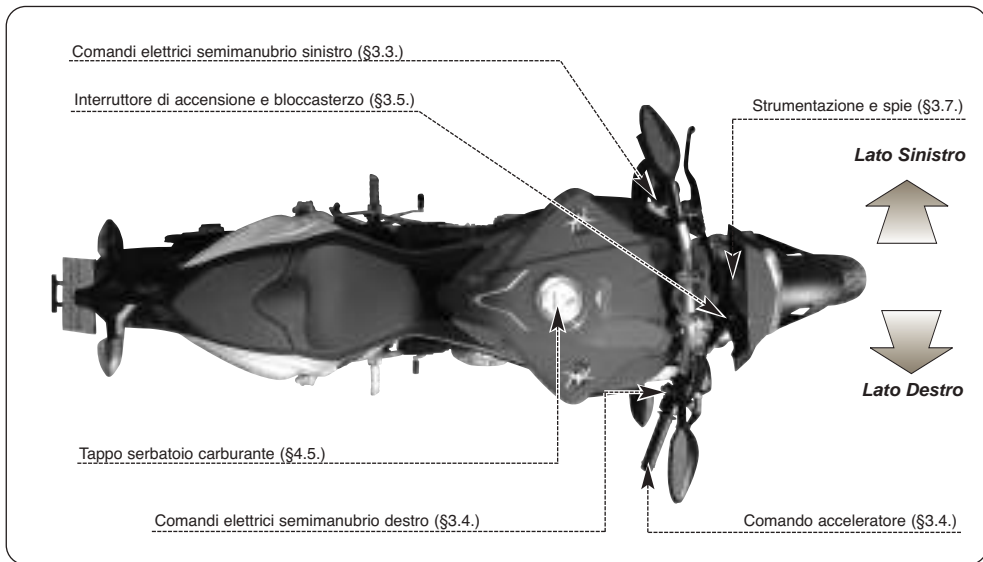 Comandi elettrici semimanubrio sinistro (§3.3.)
Interruttore di accensione e bloccasterzo (§3.5.)
Strumentazione e spie (§3.7.)
Lato Sinistro
Lato Destro
Tappo serbatoio carburante (§4.5.)
Comandi elettrici semimanubrio destro (§3.4.)
Comando acceleratore (§3.4.)